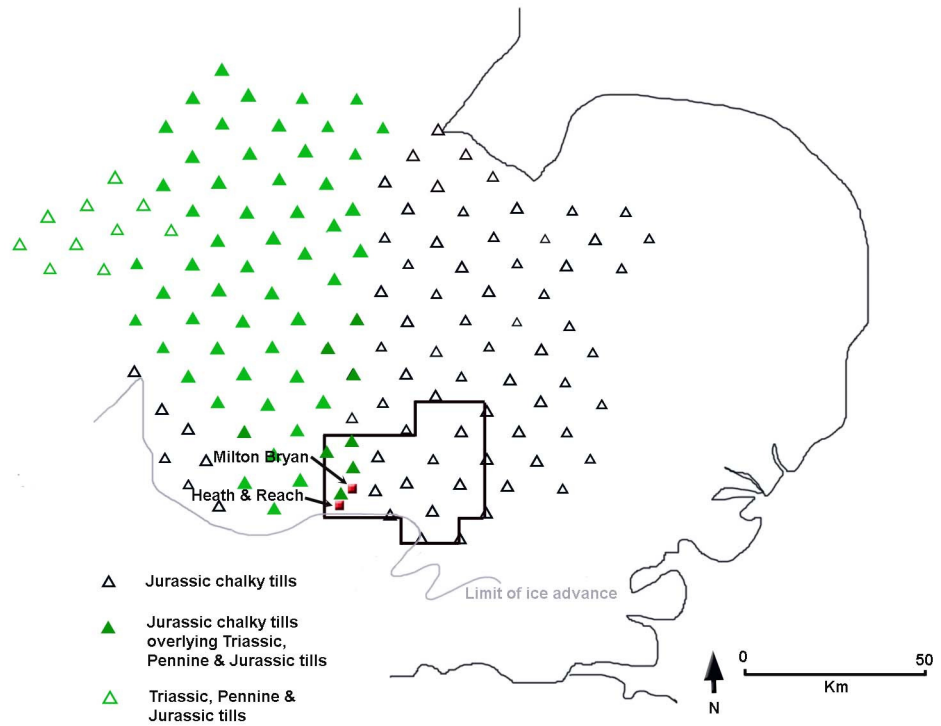 Milton Bryan
Heath & Reach
Limit of ice advance
Jurassic chalky tills
Jurassic chalky tills
overlying Triassic,
Pennine & Jurassic tills
Triassic, Pennine &
Jurassic tills
N
0
50
Km